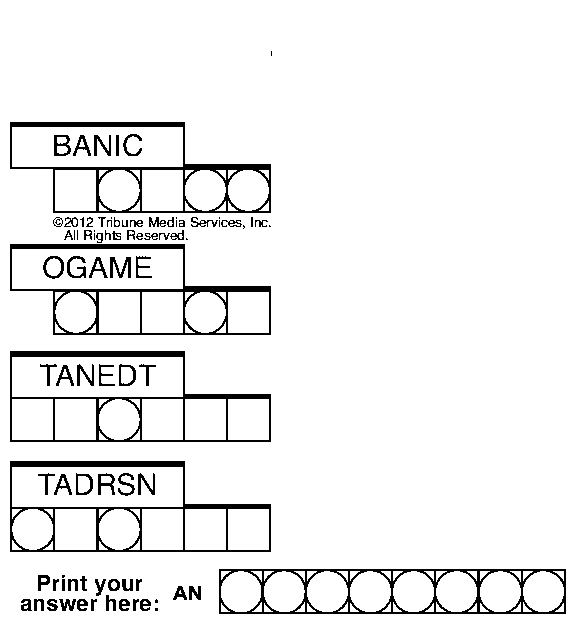 BANIC
©2012 Tribune Media Services, Inc.
All Rights Reserved.
OGAME
TANEDT
TADRSN
Print your
answer here:
AN